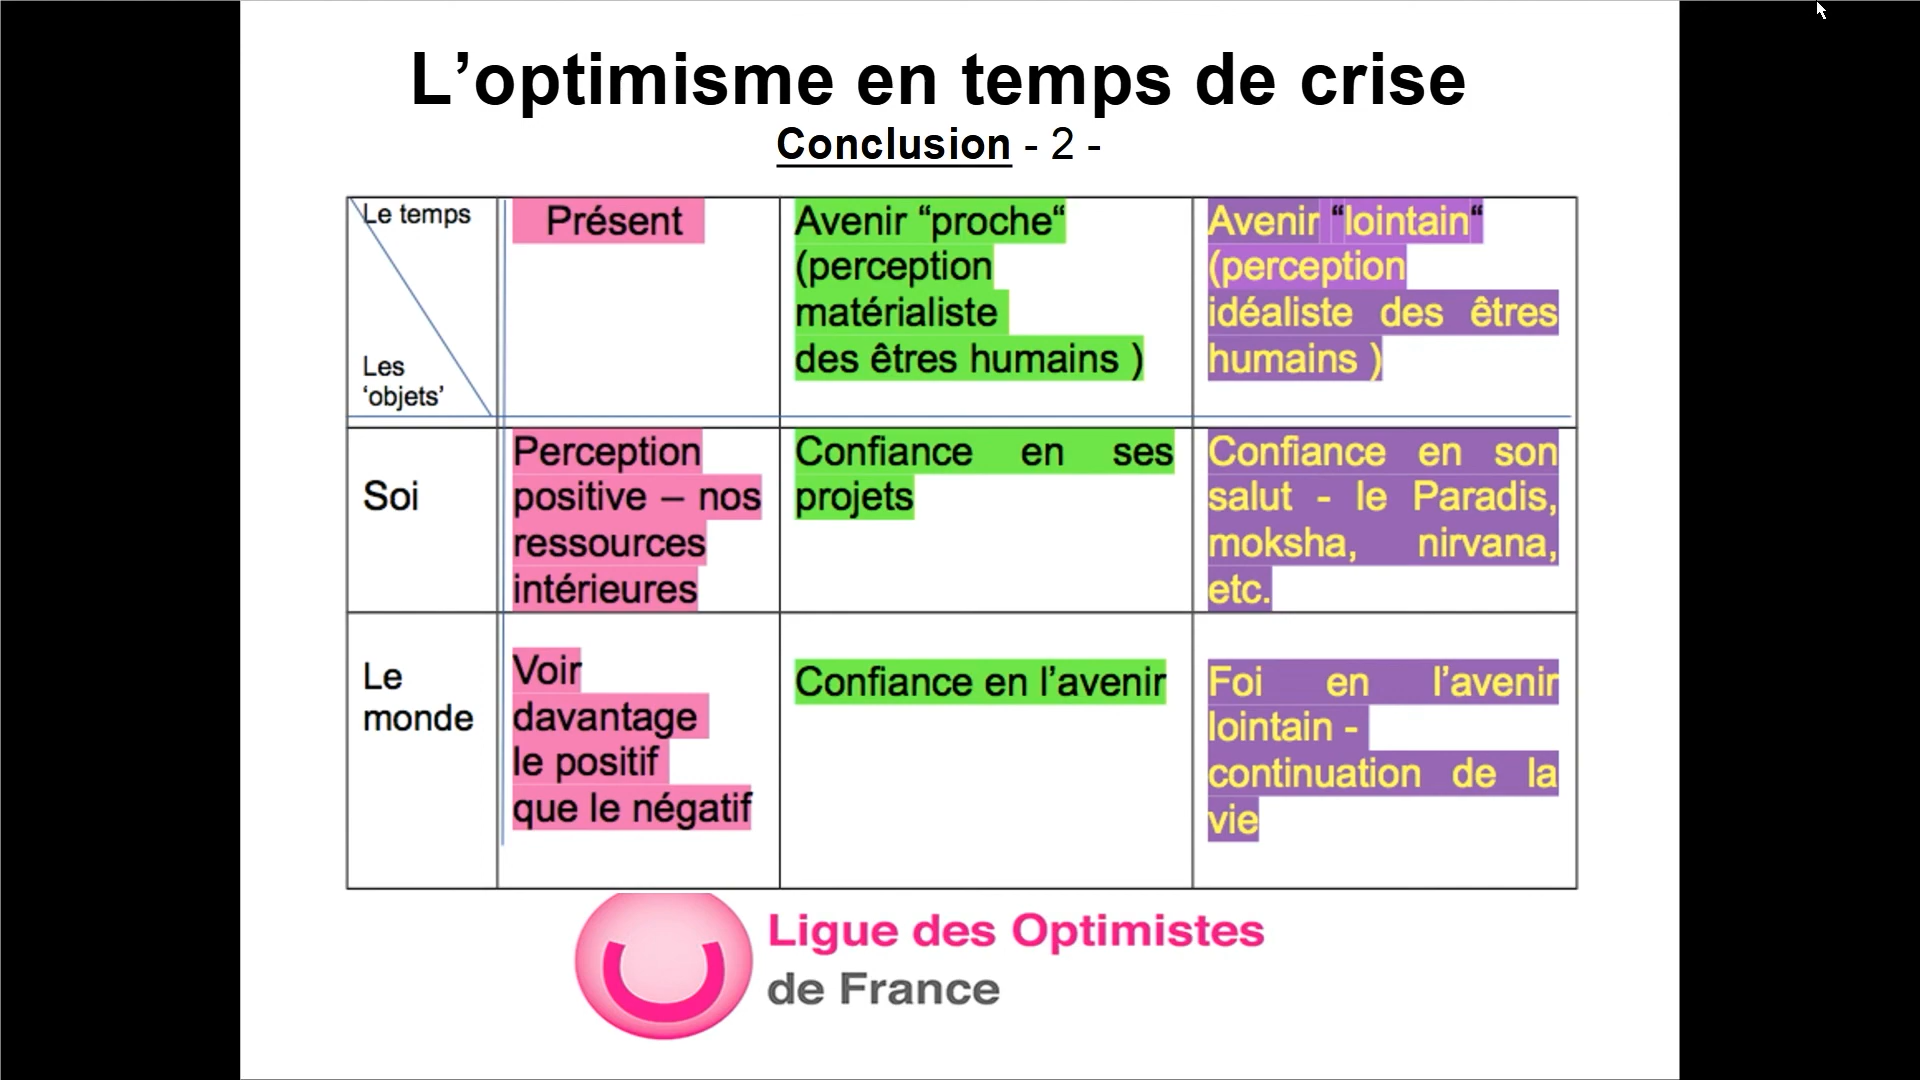 L’optimisme en temps de crise
Conclusion - 2 -
Le temps
Les
‘objets’
Présent
Avenir “proche“
(perception
matérialiste
des êtres humains )
Avenir “lointain“
(perception
idéaliste des êtres
humains )
Soi
Perception
positive – nos
ressources
intérieures
Confiance en ses
projets
Confiance en son
salut - le Paradis,
moksha, nirvana,
etc.
Le
monde
Voir
davantage
le positif
que le négatif
Confiance en l’avenir
Foi en l’avenir
lointain -
continuation de la
vie
Ligue des Optimistes
de France